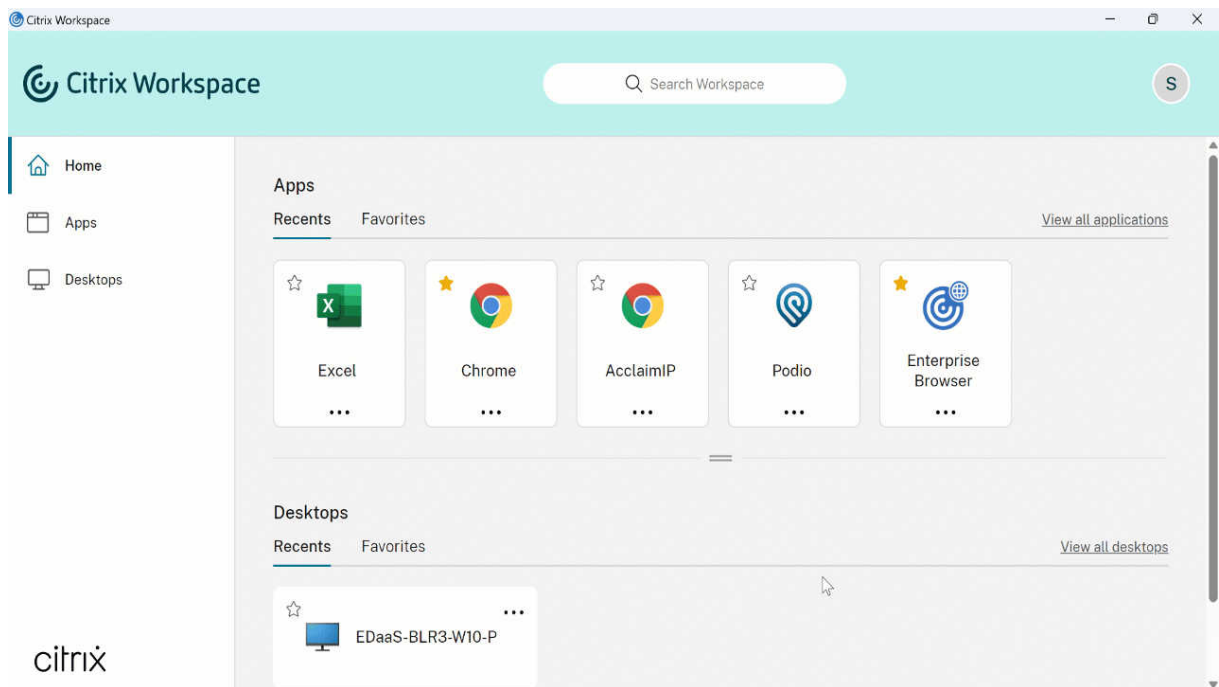 Citrix Workspace
Citrix Workspace
Search Workspace
S
Home
Apps
Desktops
Apps
Recents Favorites View all applications
Excel
Chrome
AcclaimIP
Podio
Enterprise
Browser
Desktops
Recents Favorites View all desktops
EDaaS-BLR3-W10-P
citrix